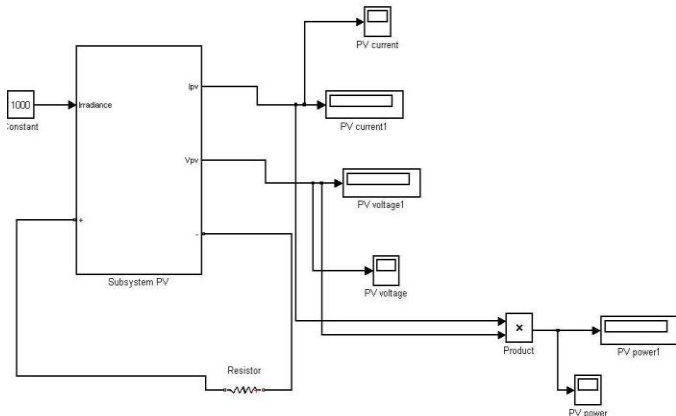 PV current
Ipv
1000
Irradiance
Constant
PV current1
Vpv
PV voltage1
+
-
Subsystem PV
PV voltage
×
Product
PV power1
Resistor
PV power